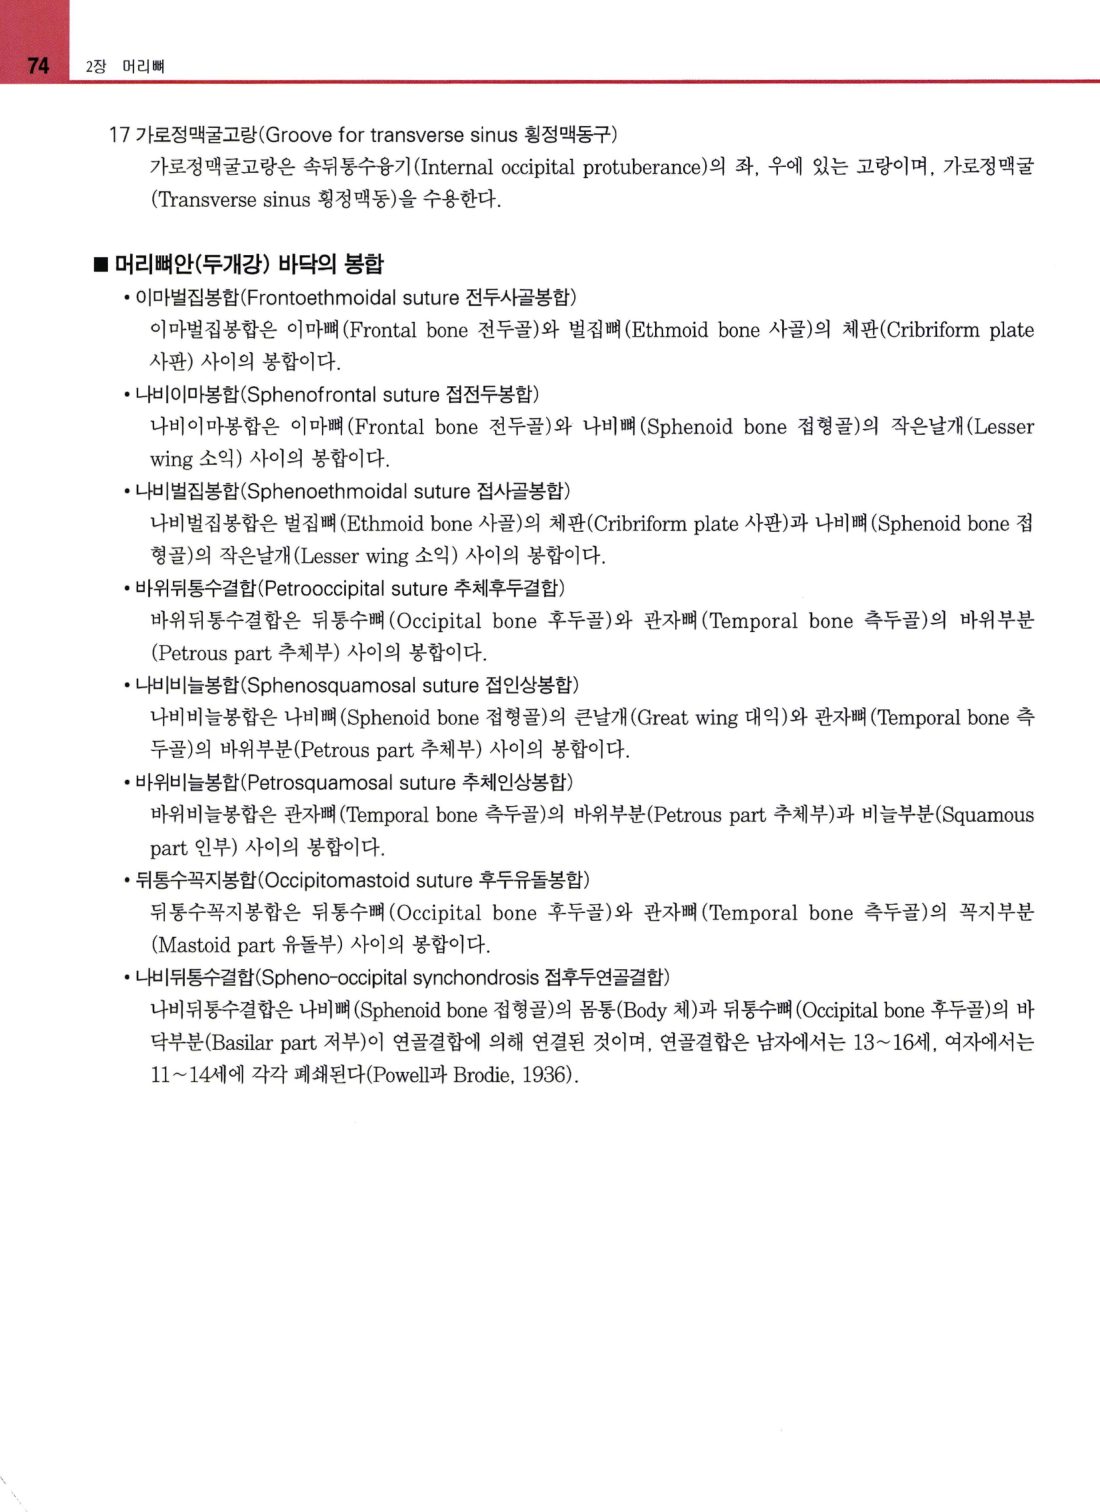 74 2장 머리뼈
17 가로정맥굴고랑(Groove for transverse sinus 횡정맥동구)
가로정맥굴고랑은 속뒤통수융기(Internal occipital protuberance)의 좌, 우에 있는 고랑이며, 가로정맥굴
(Transverse sinus 횡정맥동)을 수용한다.
■ 머리뼈안(두개강) 바닥의 봉합
• 이마벌집봉합(Frontoethmoidal suture 전두사골봉합)
이마벌집봉합은 이마뼈(Frontal bone 전두골)와 벌집뼈(Ethmoid bone 사골)의 체판(Cribriform plate
사판) 사이의 봉합이다.
• 나비이마봉합(Sphenofrontal suture 접전두봉합)
나비이마봉합은 이마뼈(Frontal bone 전두골)와 나비뼈(Sphenoid bone 접형골)의 작은날개(Lesser
wing 소익) 사이의 봉합이다.
• 나비벌집봉합(Sphenoethmoidal suture 접사골봉합)
나비벌집봉합은 벌집뼈(Ethmoid bone 사골)의 체판(Cribriform plate 사판)과 나비뼈(Sphenoid bone 접
형골)의 작은날개(Lesser wing 소익) 사이의 봉합이다.
• 바위뒤통수결합(Petrooccipital suture 추체후두결합)
바위뒤통수결합은 뒤통수뼈(Occipital bone 후두골)와 관자뼈(Temporal bone 측두골)의 바위부분
(Petrous part 추체부) 사이의 봉합이다.
• 나비비늘봉합(Sphenosquamosal suture 접인상봉합)
나비비늘봉합은 나비뼈(Sphenoid bone 접형골)의 큰날개(Great wing 대익)와 관자뼈(Temporal bone 측
두골)의 바위부분(Petrous part 추체부) 사이의 봉합이다.
• 바위비늘봉합(Petrosquamosal suture 추체인상봉합)
바위비늘봉합은 관자뼈(Temporal bone 측두골)의 바위부분(Petrous part 추체부)과 비늘부분(Squamous
part 인부) 사이의 봉합이다.
• 뒤통수꼭지봉합(Occipitomastoid suture 후두유돌봉합)
뒤통수꼭지봉합은 뒤통수뼈(Occipital bone 후두골)와 관자뼈(Temporal bone 측두골)의 꼭지부분
(Mastoid part 유돌부) 사이의 봉합이다.
• 나비뒤통수결합(Spheno-occipital synchondrosis 접후두연골결합)
나비뒤통수결합은 나비뼈(Sphenoid bone 접형골)의 몸통(Body 체)과 뒤통수뼈(Occipital bone 후두골)의 바
닥부분(Basilar part 저부)이 연골결합에 의해 연결된 것이며, 연골결합은 남자에서는 13~16세, 여자에서는
11~14세에 각각 폐쇄된다(Powell과 Brodie, 1936).